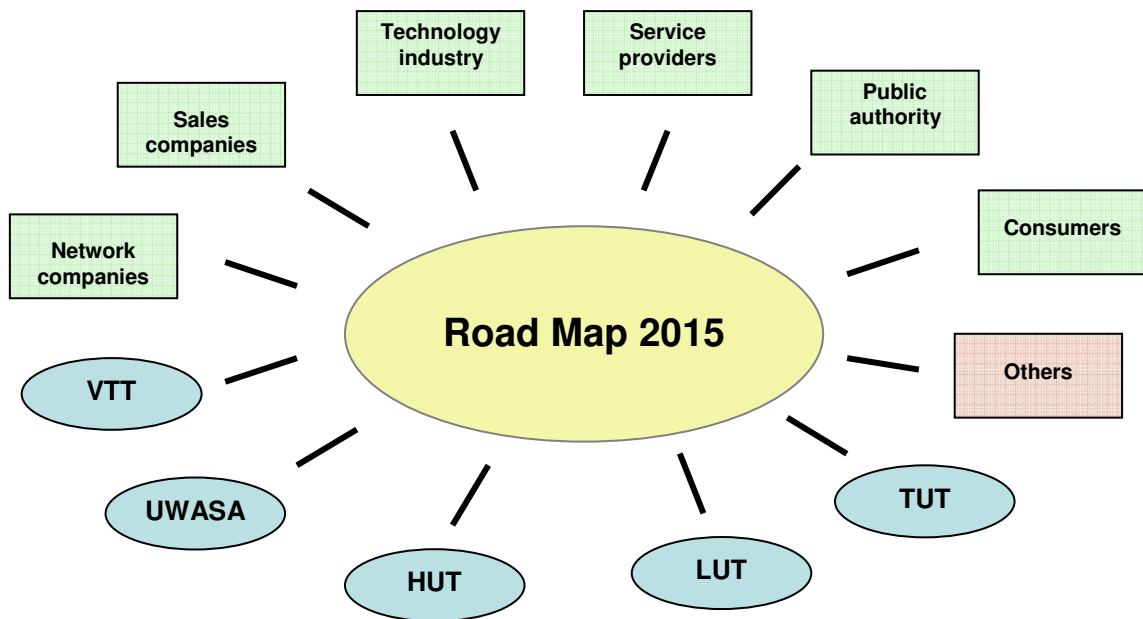 Technology
industry
Service
providers
Public
authority
Sales
companies
Consumers
Network
companies
Road Map 2015
Others
VTT
TUT
UWASA
LUT
HUT